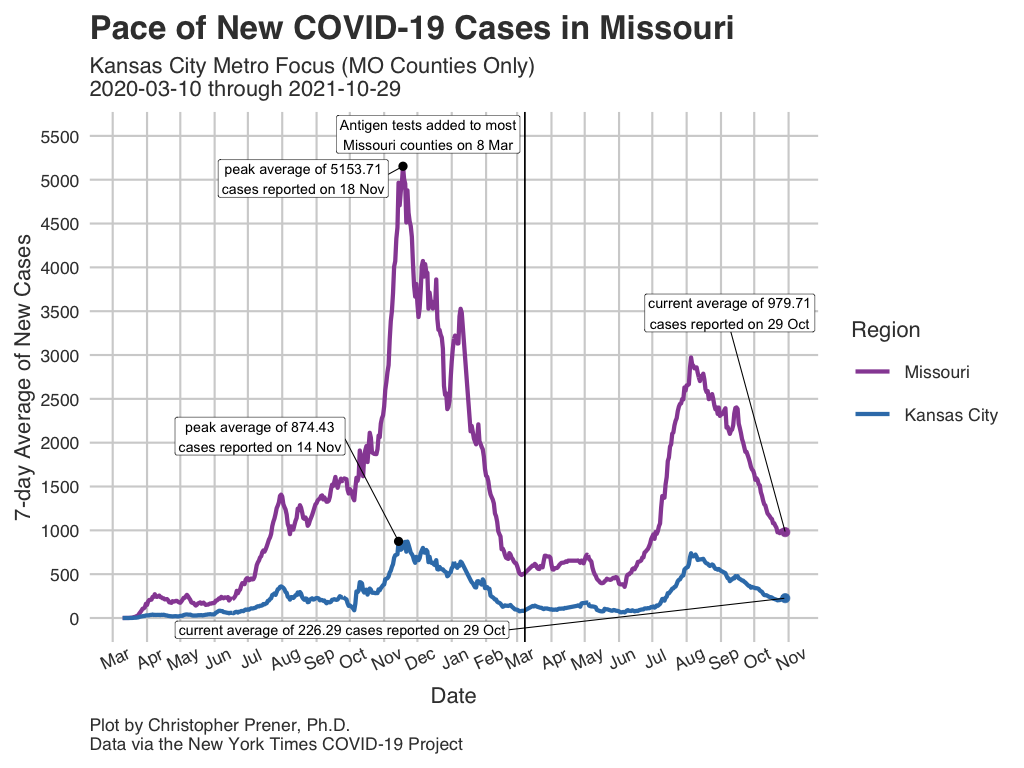 Pace of New COVID-19 Cases in Missouri
Kansas City Metro Focus (MO Counties Only)
2020-03-10 through 2021-10-29
Antigen tests added to most
Missouri counties on 8 Mar
peak average of 5153.71
cases reported on 18 Nov
current average of 979.71
cases reported on 29 Oct
peak average of 874.43
cases reported on 14 Nov
current average of 226.29 cases reported on 29 Oct
7-day Average of New Cases
5500
5000
4500
4000
3500
3000
2500
2000
1500
1000
500
0
Mar Apr May Jun Jul Aug Sep Oct Nov Dec Jan Feb Mar Apr May Jun Jul Aug Sep Oct Nov
Date
Region
Missouri
Kansas City
Plot by Christopher Prener, Ph.D.
Data via the New York Times COVID-19 Project